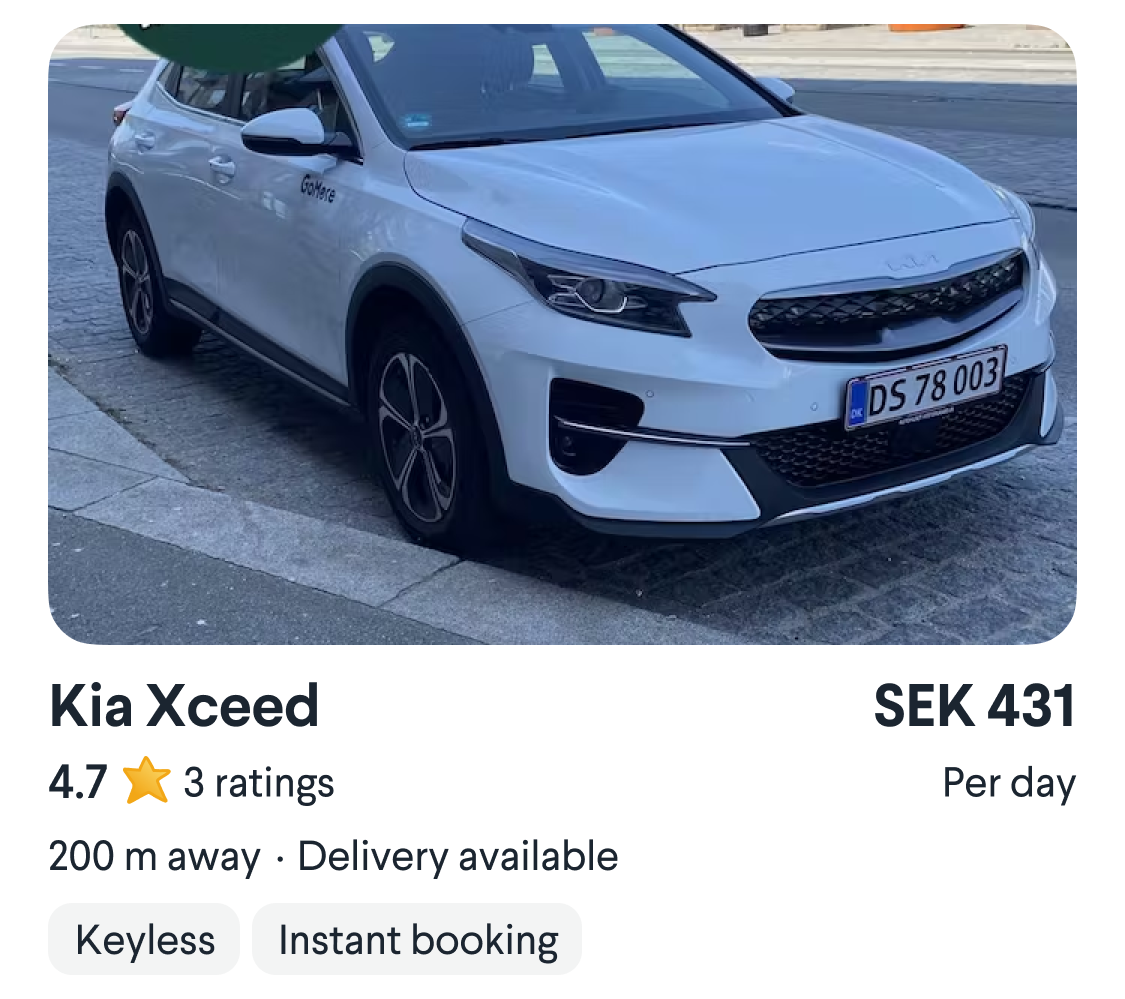 GoMore
KIA
DK
DS 78 003
Kia Xceed
SEK 431
4.7 ⭐ 3 ratings
Per day
200 m away · Delivery available
Keyless
Instant booking